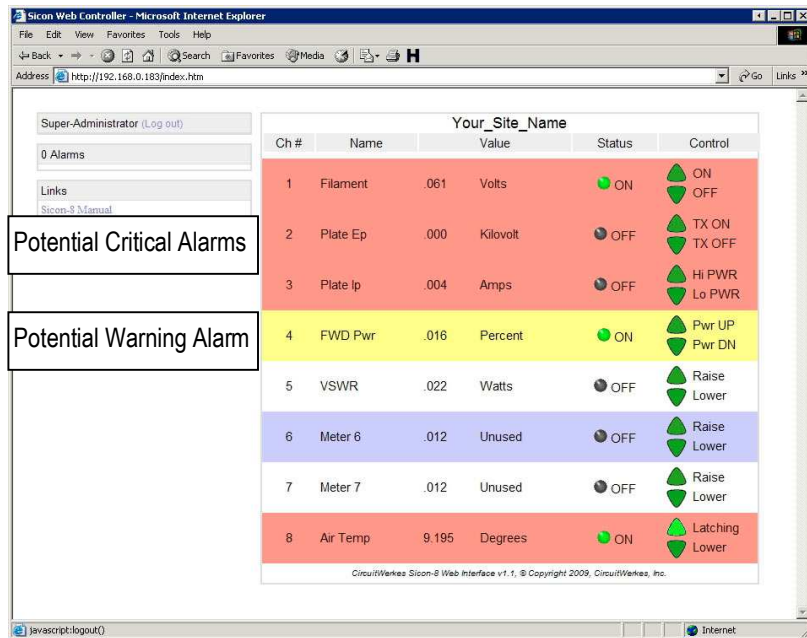 Sicon Web Controller - Microsoft Internet Explorer
File Edit View Favorites Tools Help
Back Search Favorites Media
Address http://192.168.0.183/index.htm Go Links »
Super-Administrator (Log out)
0 Alarms
Links
Sicon-8 Manual
Potential Critical Alarms
Potential Warning Alarm
Your_Site_Name
Ch # Name Value Status Control
1 Filament .061 Volts ON ON OFF
2 Plate Ep .000 Kilovolt OFF TX ON TX OFF
3 Plate Ip .004 Amps OFF Hi PWR Lo PWR
4 FWD Pwr .016 Percent ON Pwr UP Pwr DN
5 VSWR .022 Watts OFF Raise Lower
6 Meter 6 .012 Unused OFF Raise Lower
7 Meter 7 .012 Unused OFF Raise Lower
8 Air Temp 9.195 Degrees ON Latching Lower
CircuitWerkes Sicon-8 Web Interface v1.1, © Copyright 2009, CircuitWerkes, Inc.
javascript:logout() Internet